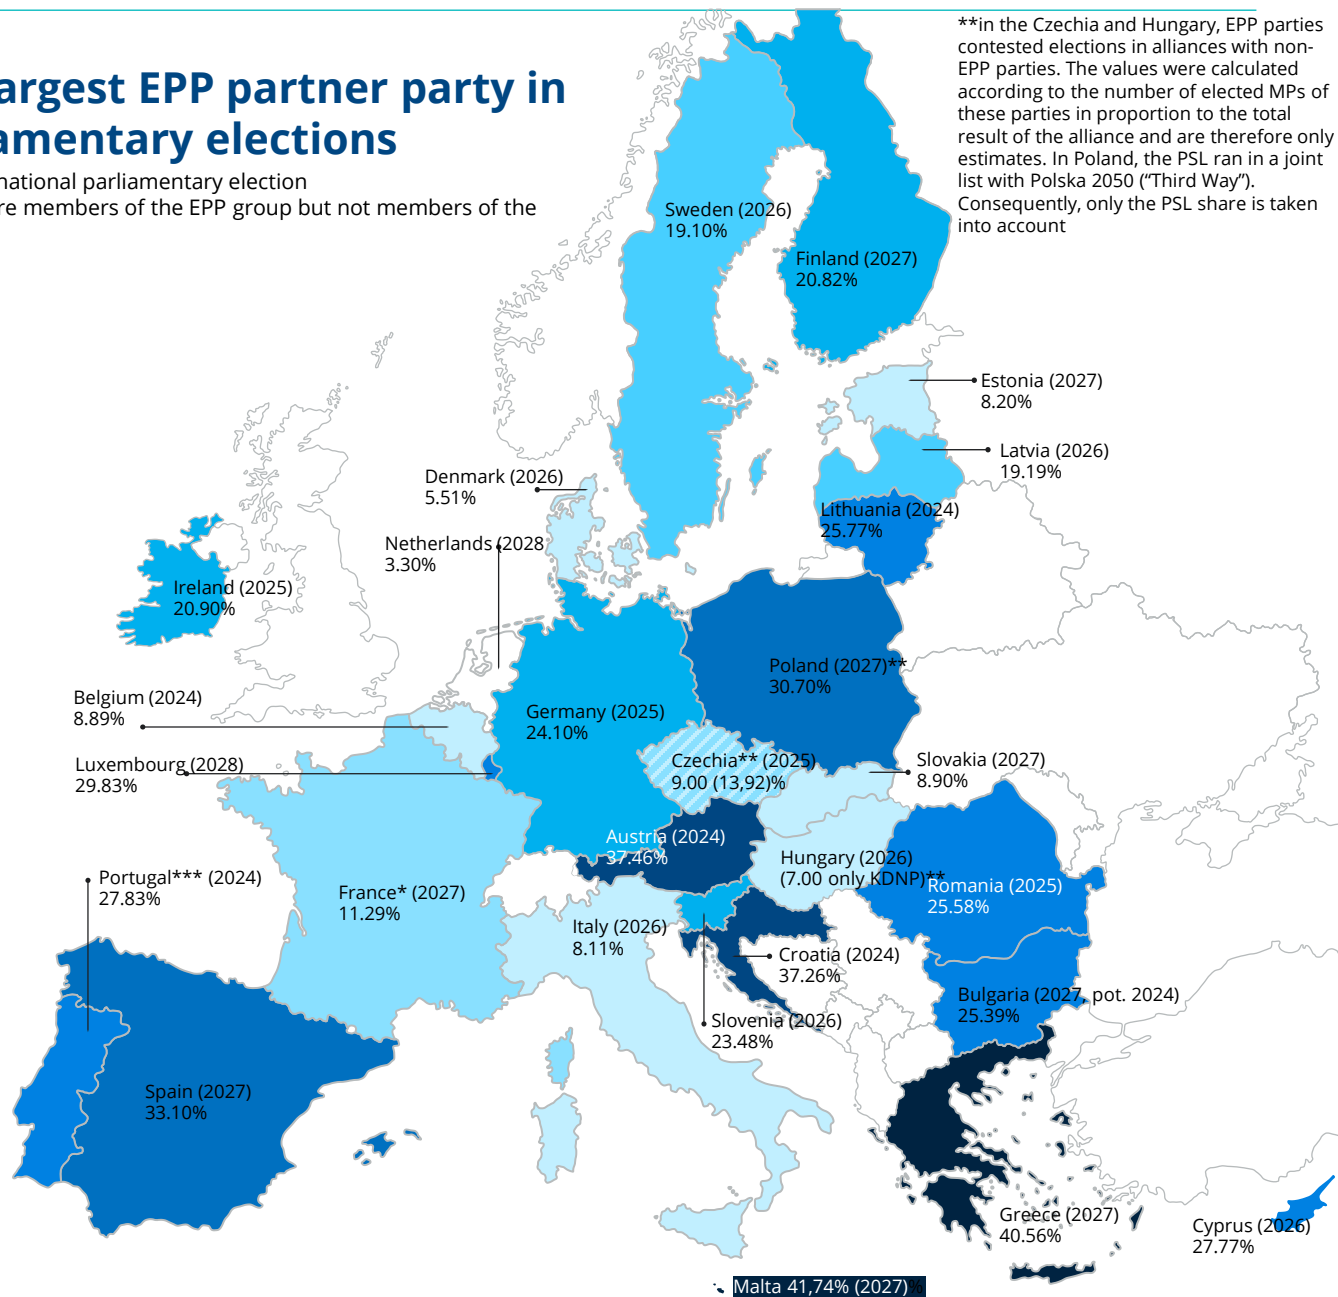 argest EPP partner party in
amentary elections
national parliamentary election
re members of the EPP group but not members of the
**in the Czechia and Hungary, EPP parties
contested elections in alliances with non-
EPP parties. The values were calculated
according to the number of elected MPs of
these parties in proportion to the total
result of the alliance and are therefore only
estimates. In Poland, the PSL ran in a joint
list with Polska 2050 (“Third Way”).
Consequently, only the PSL share is taken
into account
Sweden (2026)
19.10%
Finland (2027)
20.82%
Estonia (2027)
8.20%
Latvia (2026)
19.19%
Denmark (2026)
5.51%
Lithuania (2024)
25.77%
Netherlands (2028
3.30%
Ireland (2025)
20.90%
Poland (2027)**
30.70%
Belgium (2024)
8.89%
Germany (2025)
24.10%
Luxembourg (2028)
29.83%
Czechia** (2025)
9.00 (13,92)%
Slovakia (2027)
8.90%
Austria (2024)
37.46%
Hungary (2026)
(7.00 only KDNP)**
Romania (2025)
25.58%
Portugal*** (2024)
27.83%
France* (2027)
11.29%
Italy (2026)
8.11%
Croatia (2024)
37.26%
Bulgaria (2027, pot. 2024)
25.39%
Slovenia (2026)
23.48%
Spain (2027)
33.10%
Greece (2027)
40.56%
Cyprus (2026)
27.77%
Malta 41,74% (2027)%